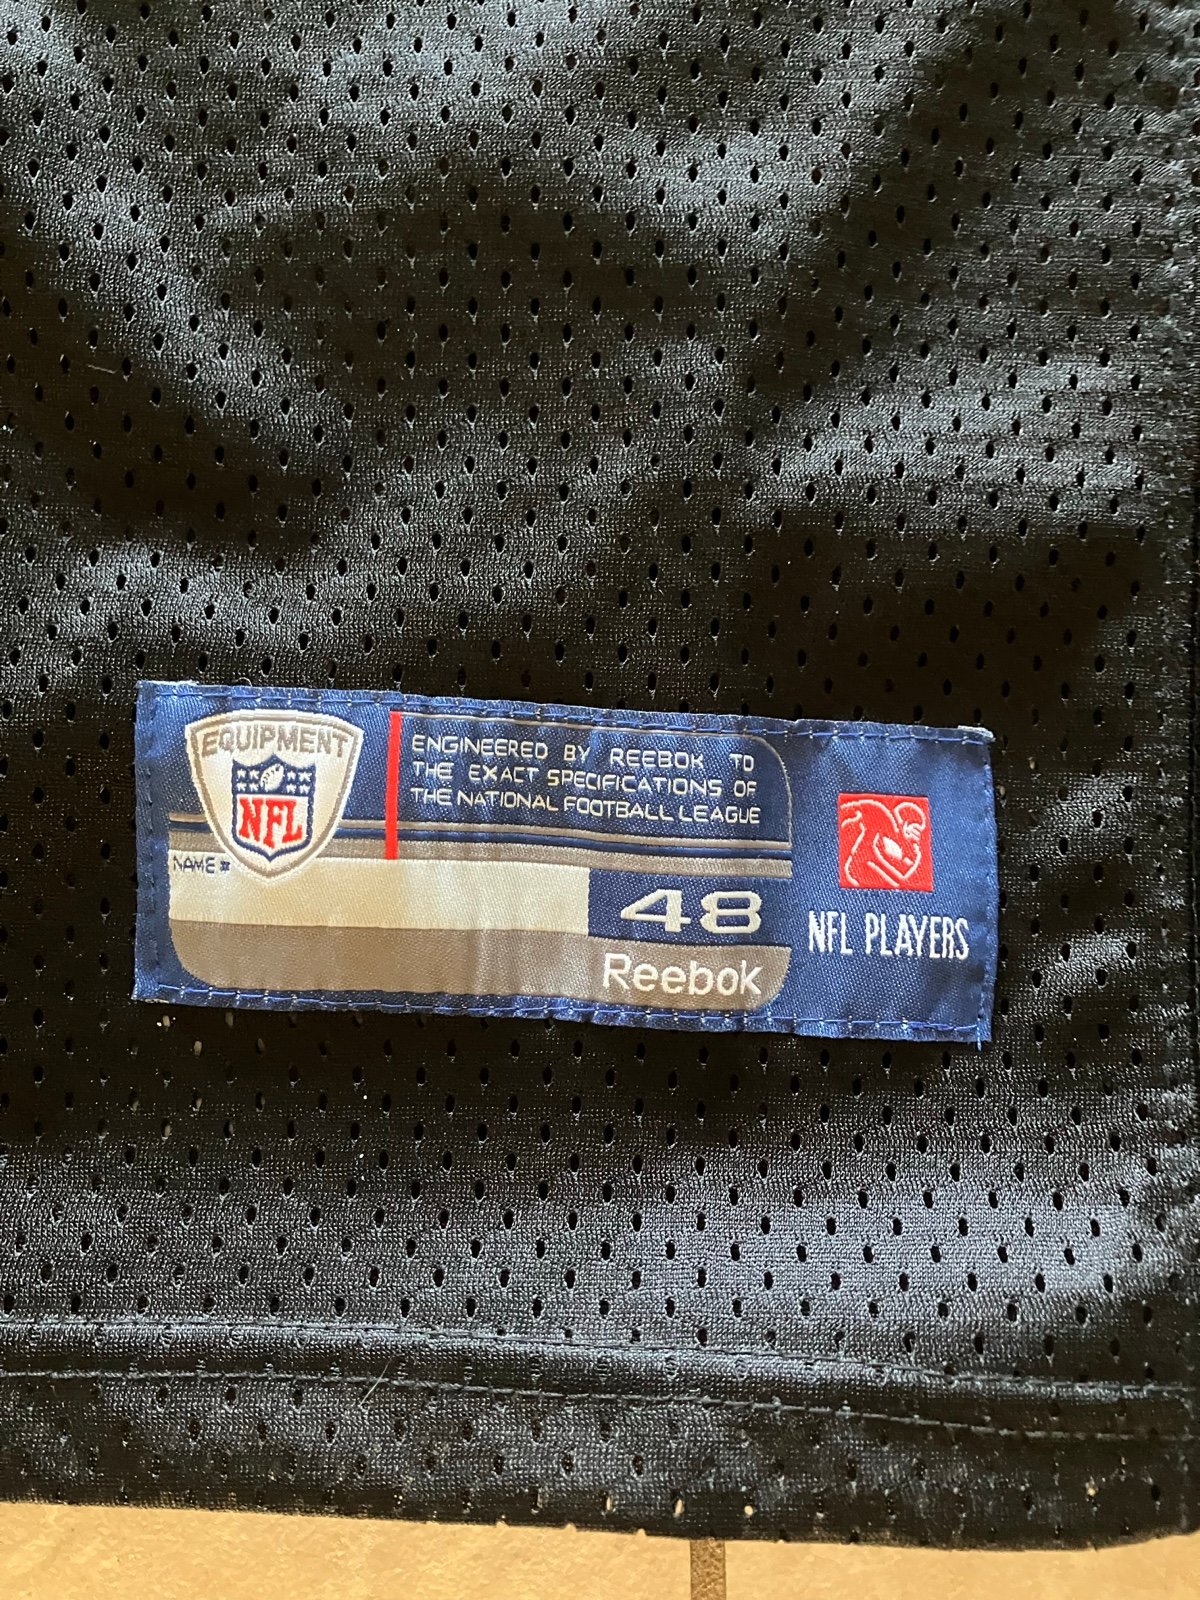 EQUIPMENT
NFL
ENGINEERED BY REEBOK TO
THE EXACT SPECIFICATIONS OF
THE NATIONAL FOOTBALL LEAGUE
NAME #
48
Reebok
NFL PLAYERS